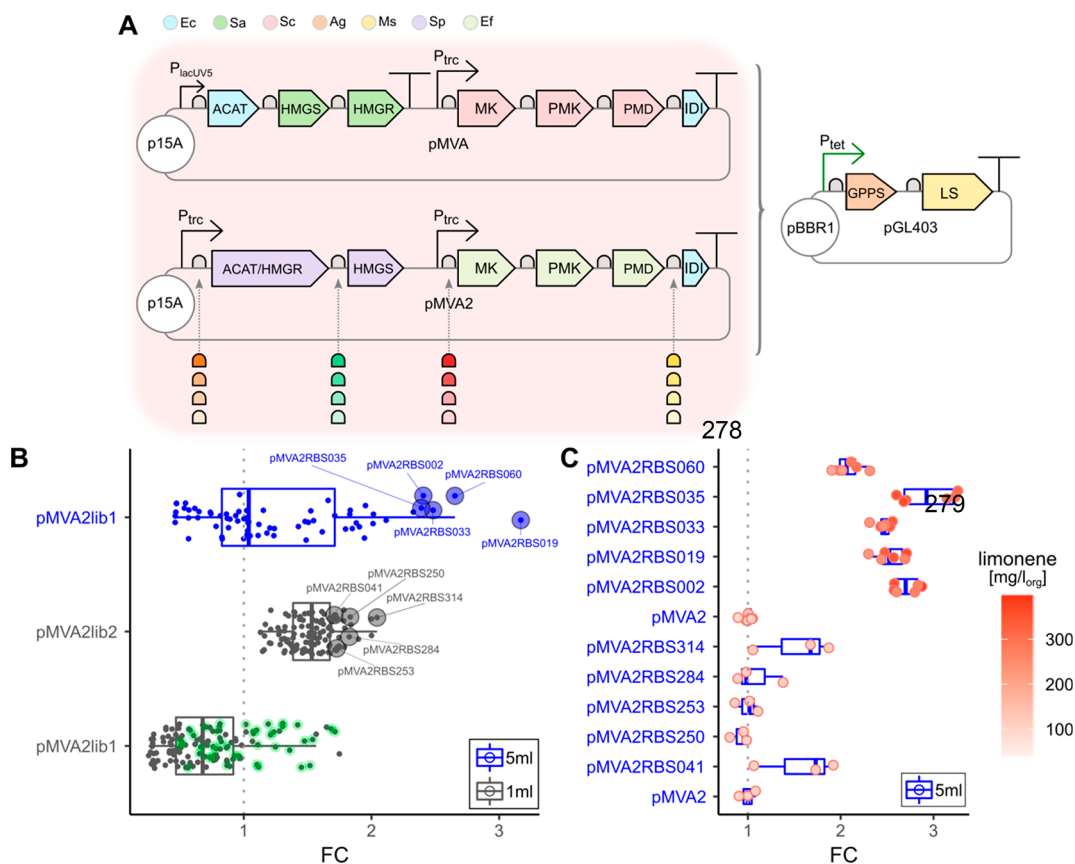 A
Ec
Sa
Sc
Ag
Ms
Sp
Ef
PlacUV5
Ptrc
ACAT
HMGS
HMGR
MK
PMK
PMD
IDI
p15A
pMVA
Ptrc
Ptrc
ACAT/HMGR
HMGS
MK
PMK
PMD
IDI
p15A
pMVA2
Ptet
GPPS
LS
pBBR1
pGL403
278
B
pMVA2lib1
pMVA2lib2
pMVA2lib1
pMVA2RBS035
pMVA2RBS002
pMVA2RBS060
pMVA2RBS033
pMVA2RBS019
pMVA2RBS250
pMVA2RBS041
pMVA2RBS314
pMVA2RBS284
pMVA2RBS253
5ml
1ml
1
2
3
FC
C
pMVA2RBS060
pMVA2RBS035
279
pMVA2RBS033
pMVA2RBS019
pMVA2RBS002
pMVA2
pMVA2RBS314
pMVA2RBS284
pMVA2RBS253
pMVA2RBS250
pMVA2RBS041
pMVA2
5ml
1
2
3
FC
limonene
[mg/lorg]
300
200
100